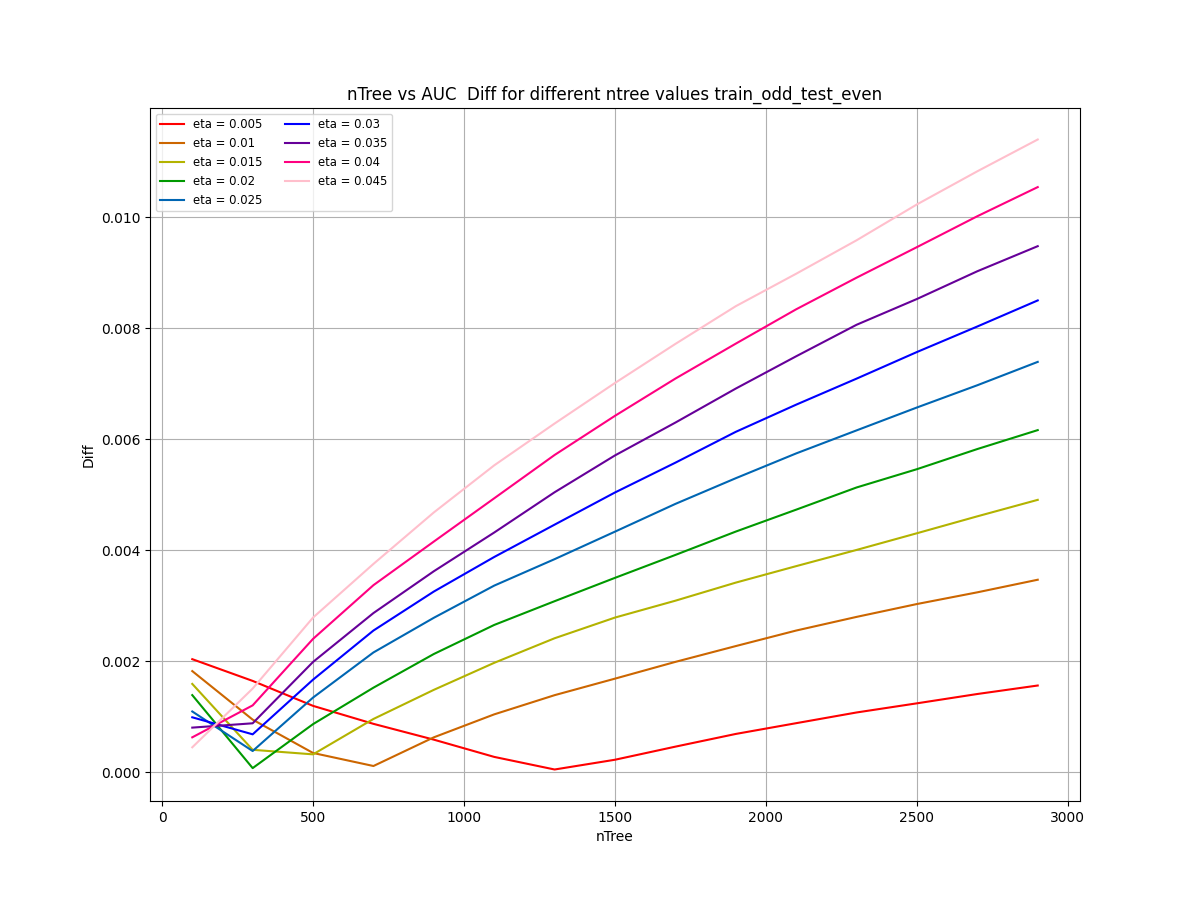 nTree vs AUC  Diff for different ntree values train_odd_test_even
eta = 0.005
eta = 0.01
eta = 0.015
eta = 0.02
eta = 0.025
eta = 0.03
eta = 0.035
eta = 0.04
eta = 0.045
Diff
0.010
0.008
0.006
0.004
0.002
0.000
0
500
1000
1500
2000
2500
3000
nTree